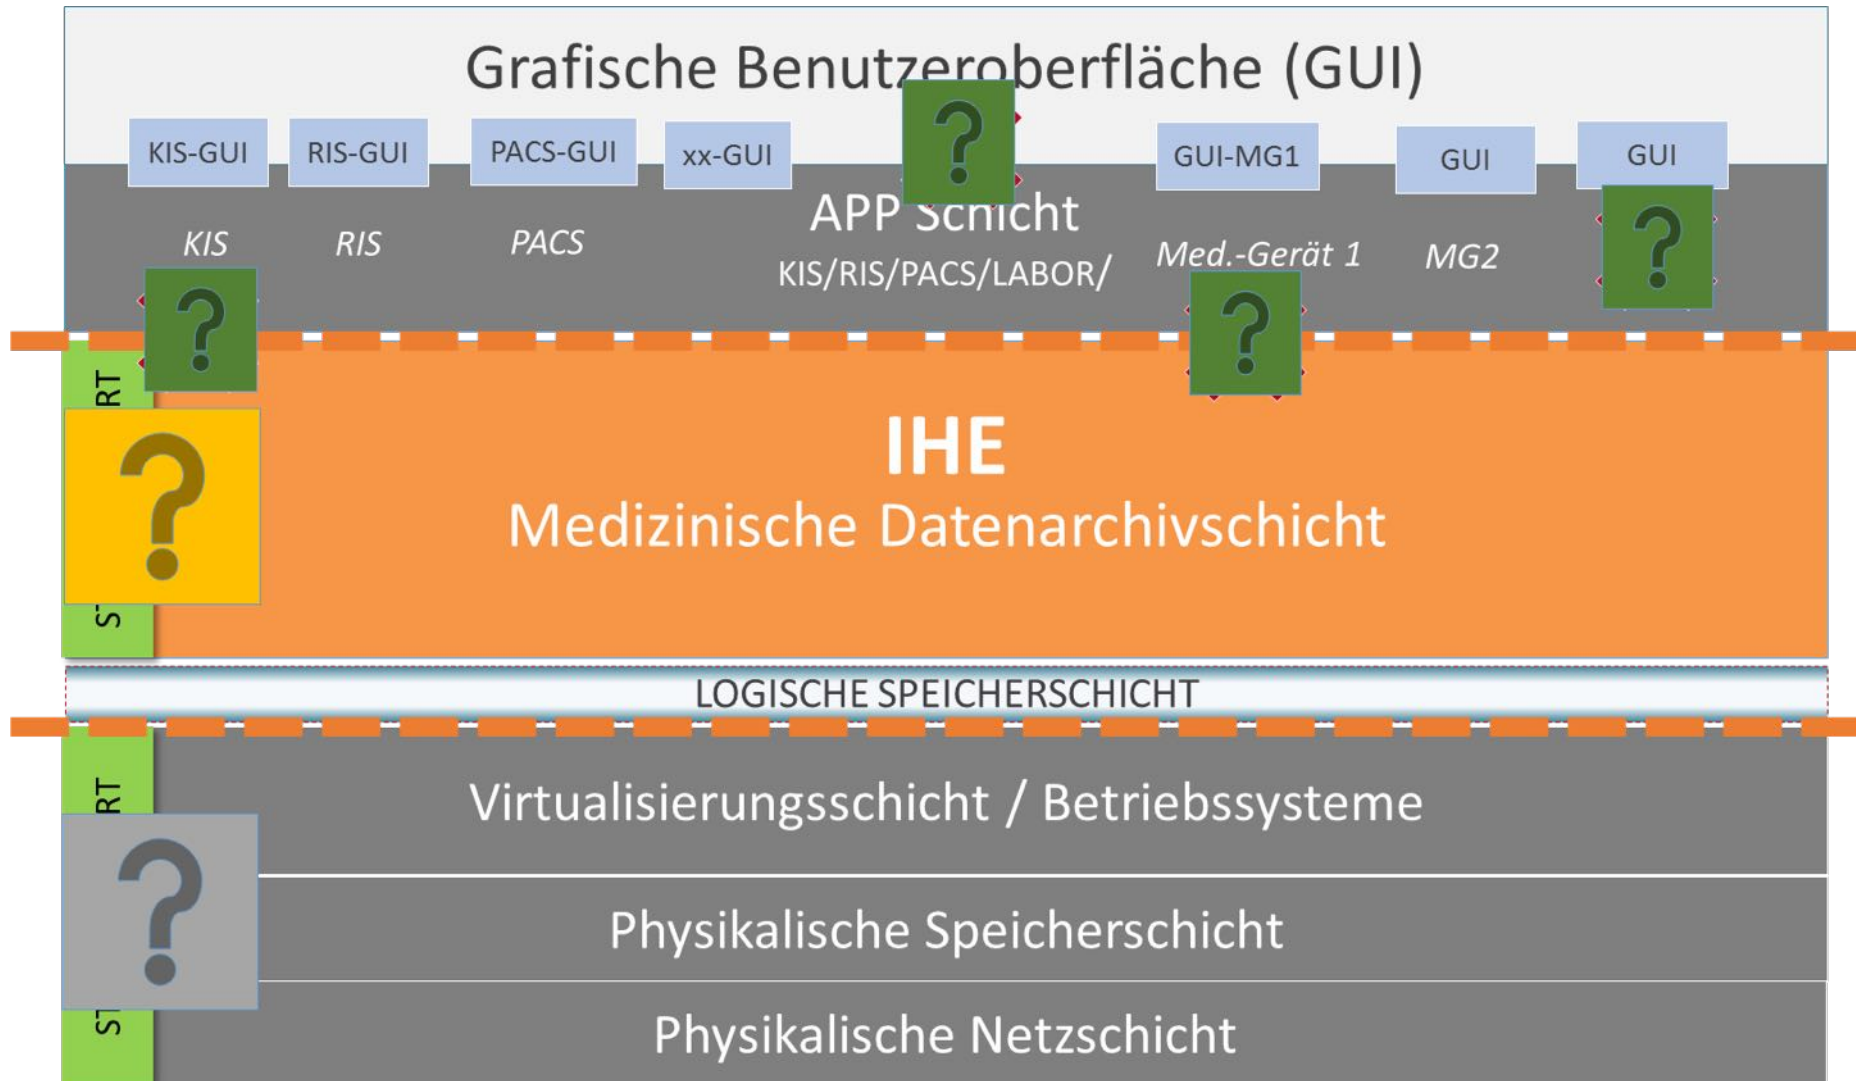 Grafische Benutzeroberfläche (GUI)
KIS-GUI
RIS-GUI
PACS-GUI
xx-GUI
?
GUI-MG1
GUI
GUI
APP Schicht
KIS
RIS
PACS
KIS/RIS/PACS/LABOR/
Med.-Gerät 1
MG2
?
?
?
?
IHE
Medizinische Datenarchivschicht
LOGISCHE SPEICHERSCHICHT
Virtualisierungsschicht / Betriebssysteme
?
Physikalische Speicherschicht
Physikalische Netzschicht